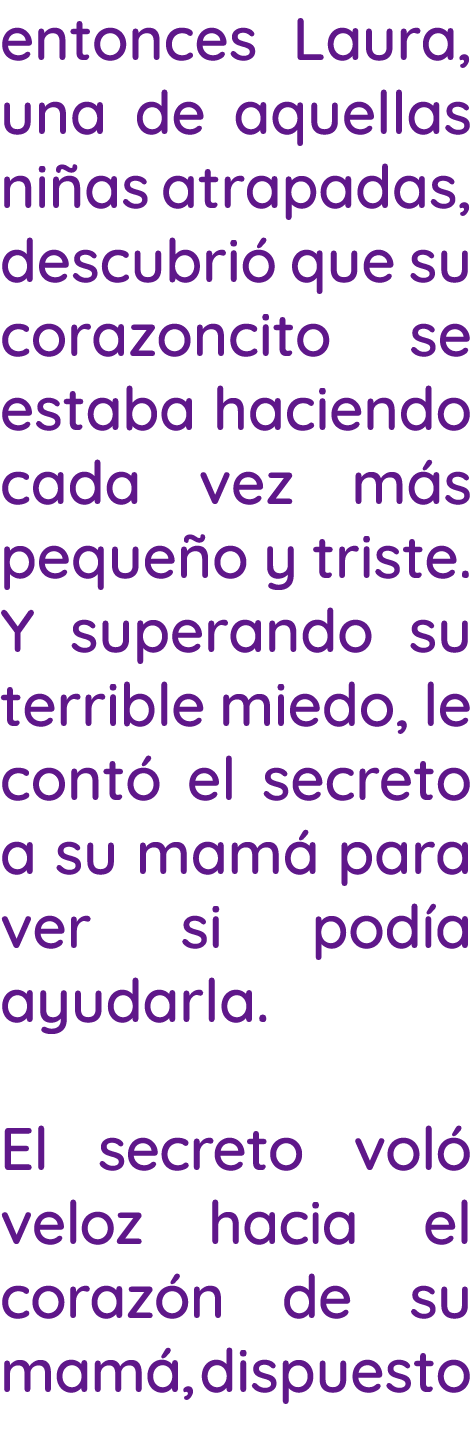 entonces Laura,
una de aquellas
niñas atrapadas,
descubrió que su
corazoncito se
estaba haciendo
cada vez más
pequeño y triste.
Y superando su
terrible miedo, le
contó el secreto
a su mamá para
ver si podía
ayudarla.
El secreto voló
veloz hacia el
corazón de su
mamá, dispuesto